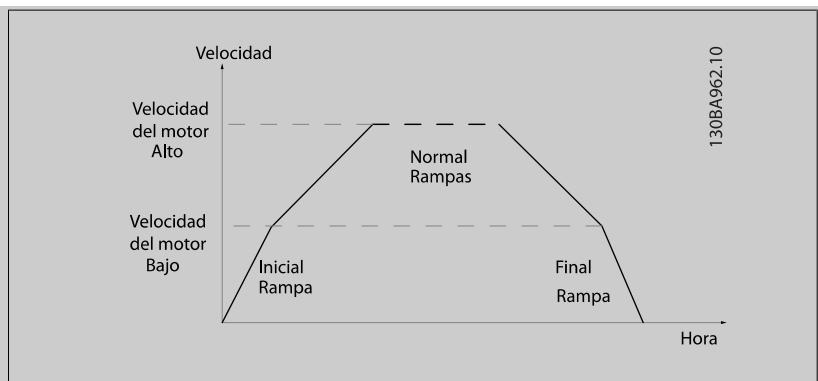 Velocidad
130BA962.10
Velocidad
del motor
Alto
Normal
Rampas
Velocidad
del motor
Bajo
Inicial
Rampa
Final
Rampa
Hora